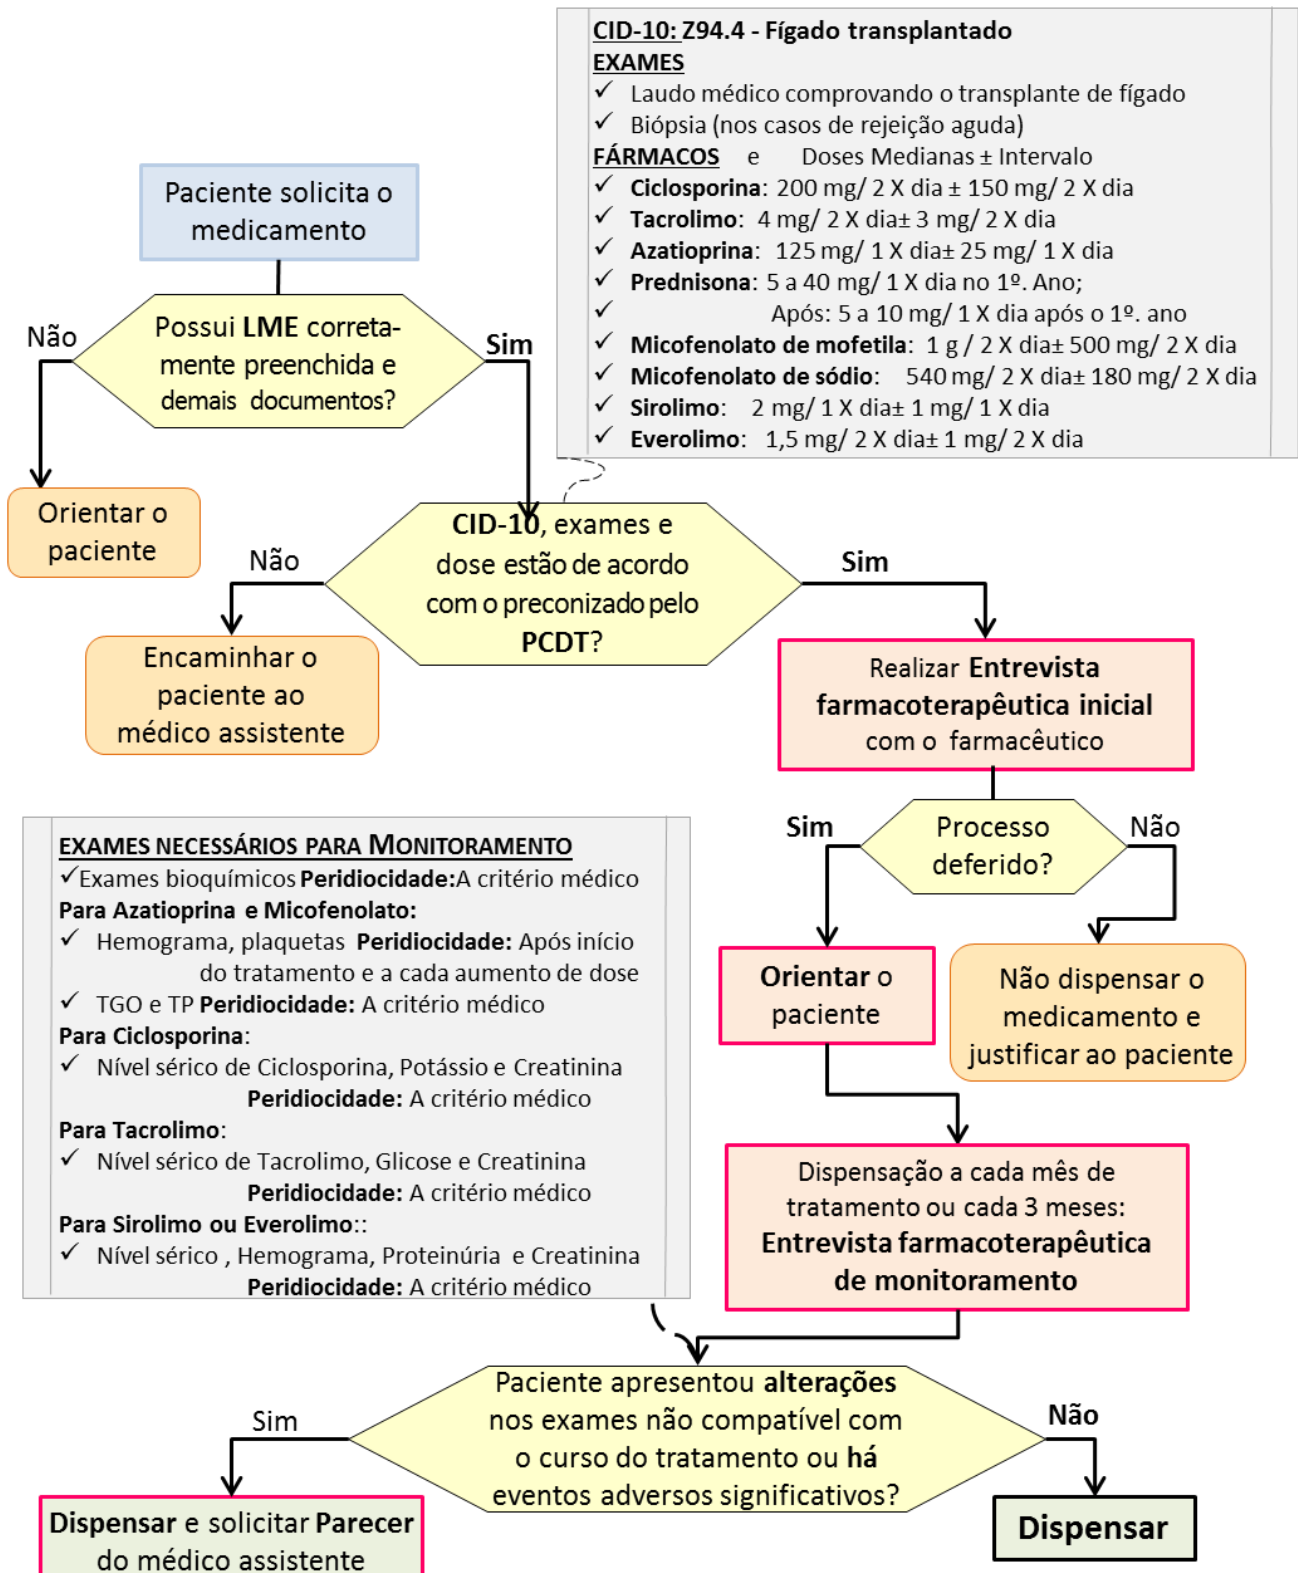 CID-10: Z94.4 - Fígado transplantado
EXAMES
✓ Laudo médico comprovando o transplante de fígado
✓ Biópsia (nos casos de rejeição aguda)
FÁRMACOS e Doses Medianas ± Intervalo
✓ Ciclosporina: 200 mg/ 2 X dia ± 150 mg/ 2 X dia
✓ Tacrolimo: 4 mg/ 2 X dia± 3 mg/ 2 X dia
✓ Azatioprina: 125 mg/ 1 X dia± 25 mg/ 1 X dia
✓ Prednisona: 5 a 40 mg/ 1 X dia no 1º. Ano;
✓ Após: 5 a 10 mg/ 1 X dia após o 1º. ano
✓ Micofenolato de mofetila: 1 g / 2 X dia± 500 mg/ 2 X dia
✓ Micofenolato de sódio: 540 mg/ 2 X dia± 180 mg/ 2 X dia
✓ Sirolimo: 2 mg/ 1 X dia± 1 mg/ 1 X dia
✓ Everolimo: 1,5 mg/ 2 X dia± 1 mg/ 2 X dia
Paciente solicita o
medicamento
Possui LME correta-
mente preenchida e
demais documentos?
Não
Sim
Orientar o
paciente
CID-10, exames e
dose estão de acordo
com o preconizado pelo
PCDT?
Não
Sim
Encaminhar o
paciente ao
médico assistente
Realizar Entrevista
farmacoterapêutica inicial
com o farmacêutico
Processo
deferido?
Sim
Não
Orientar o
paciente
Não dispensar o
medicamento e
justificar ao paciente
Dispensação a cada mês de
tratamento ou cada 3 meses:
Entrevista farmacoterapêutica
de monitoramento
EXAMES NECESSÁRIOS PARA MONITORAMENTO
✓Exames bioquímicos Peridiocidade:A critério médico
Para Azatioprina e Micofenolato:
✓ Hemograma, plaquetas Peridiocidade: Após início
do tratamento e a cada aumento de dose
✓ TGO e TP Peridiocidade: A critério médico
Para Ciclosporina:
✓ Nível sérico de Ciclosporina, Potássio e Creatinina
Peridiocidade: A critério médico
Para Tacrolimo:
✓ Nível sérico de Tacrolimo, Glicose e Creatinina
Peridiocidade: A critério médico
Para Sirolimo ou Everolimo::
✓ Nível sérico , Hemograma, Proteinúria e Creatinina
Peridiocidade: A critério médico
Paciente apresentou alterações
nos exames não compatível com
o curso do tratamento ou há
eventos adversos significativos?
Sim
Não
Dispensar e solicitar Parecer
do médico assistente
Dispensar